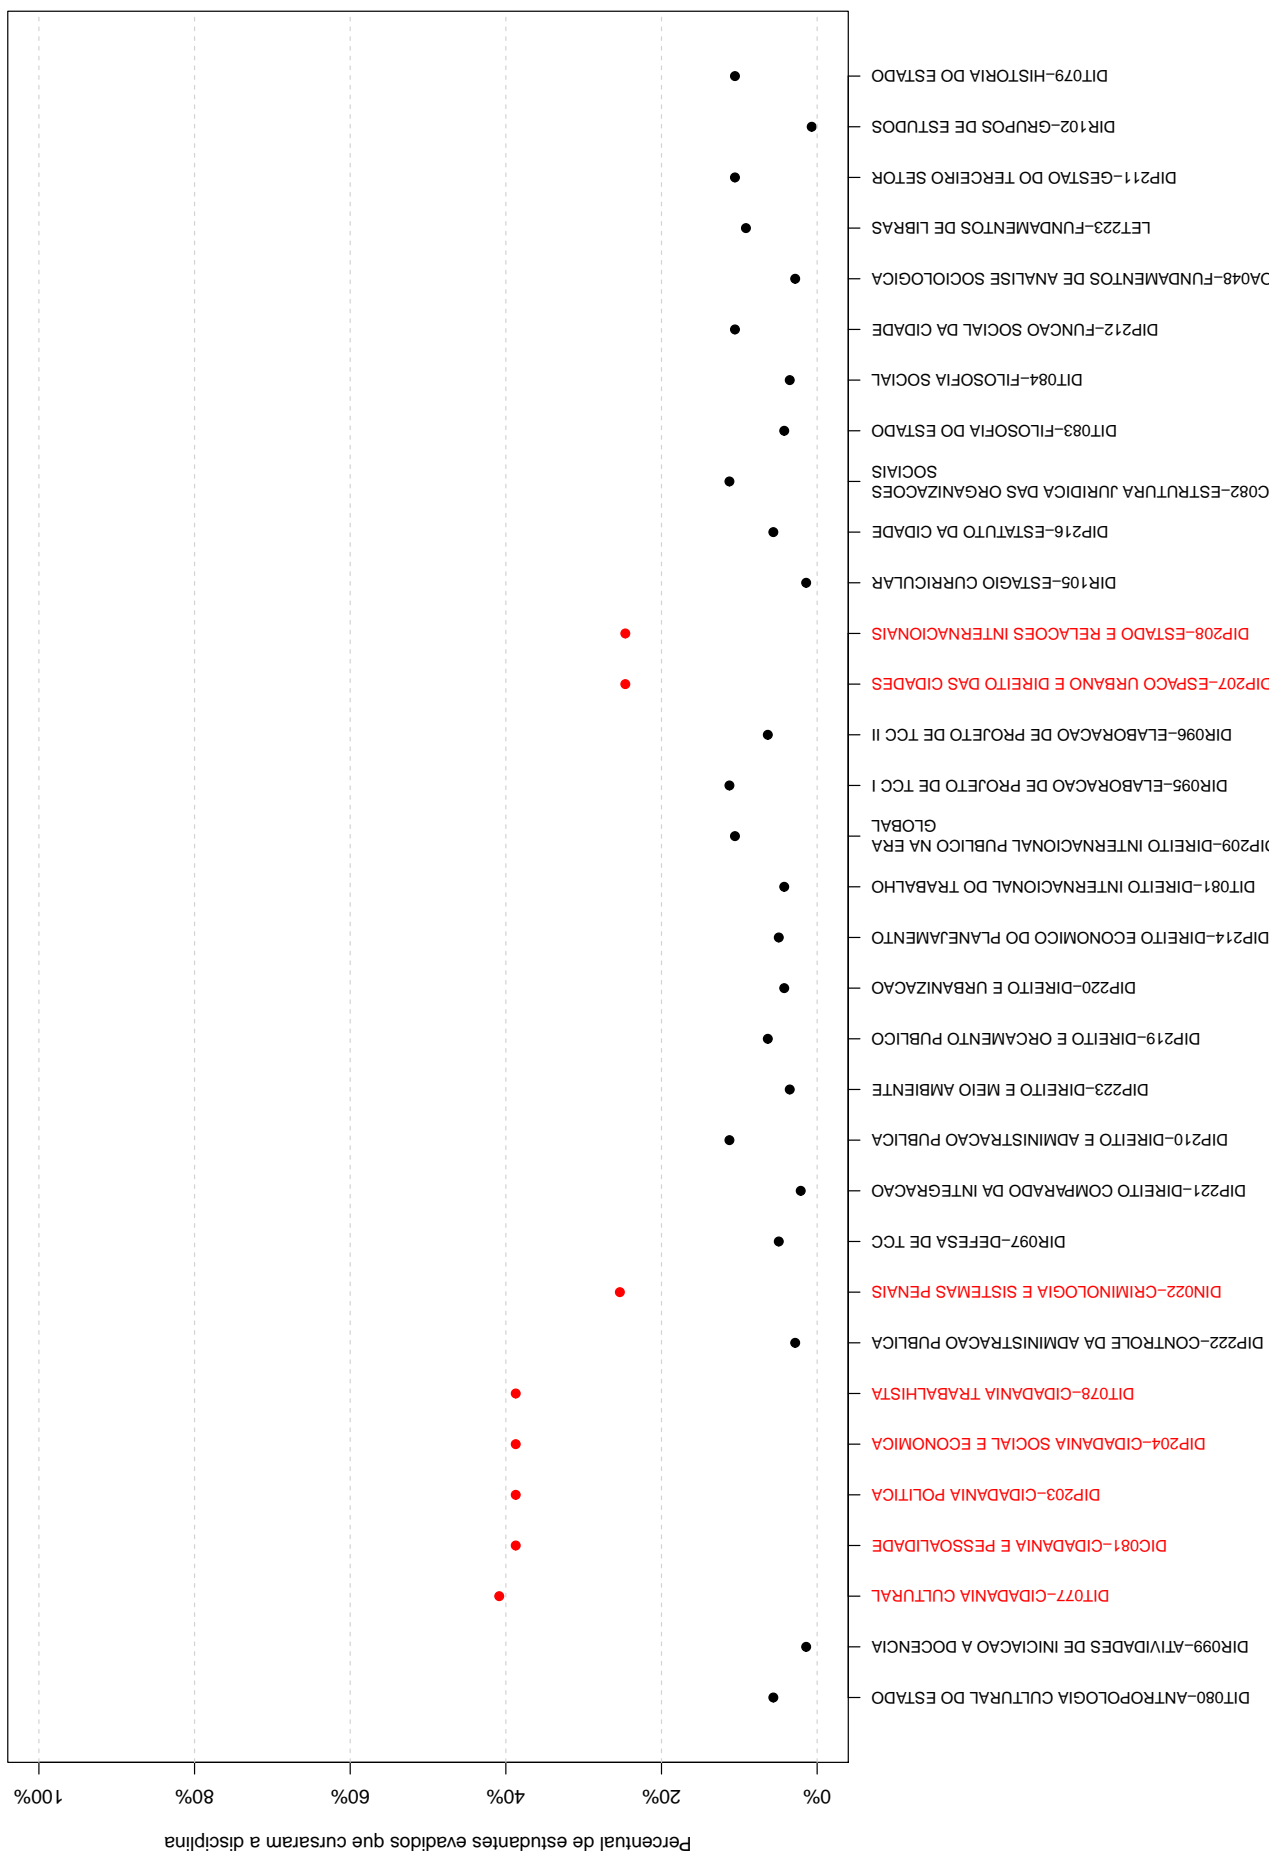 Percentual de estudantes evadidos que cursaram a disciplina
0% 20% 40% 60% 80% 100%
DIT080−ANTROPOLOGIA CULTURAL DO ESTADO
DIR099−ATIVIDADES DE INICIACAO A DOCENCIA
DIT077−CIDADANIA CULTURAL
DIC081−CIDADANIA E PESSOALIDADE
DIP203−CIDADANIA POLITICA
DIP204−CIDADANIA SOCIAL E ECONOMICA
DIT078−CIDADANIA TRABALHISTA
DIP222−CONTROLE DA ADMINISTRACAO PUBLICA
DIN022−CRIMINOLOGIA E SISTEMAS PENAIS
DIR097−DEFESA DE TCC
DIP221−DIREITO COMPARADO DA INTEGRACAO
DIP210−DIREITO E ADMINISTRACAO PUBLICA
DIP223−DIREITO E MEIO AMBIENTE
DIP219−DIREITO E ORCAMENTO PUBLICO
DIP220−DIREITO E URBANIZACAO
DIP214−DIREITO ECONOMICO DO PLANEJAMENTO
DIT081−DIREITO INTERNACIONAL DO TRABALHO
DIP209−DIREITO INTERNACIONAL PUBLICO NA ERA
GLOBAL
DIR095−ELABORACAO DE PROJETO DE TCC I
DIR096−ELABORACAO DE PROJETO DE TCC II
DIP207−ESPACO URBANO E DIREITO DAS CIDADES
DIP208−ESTADO E RELACOES INTERNACIONAIS
DIR105−ESTAGIO CURRICULAR
DIP216−ESTATUTO DA CIDADE
C082−ESTRUTURA JURIDICA DAS ORGANIZACOES
SOCIAIS
DIT083−FILOSOFIA DO ESTADO
DIT084−FILOSOFIA SOCIAL
DIP212−FUNCAO SOCIAL DA CIDADE
OA048−FUNDAMENTOS DE ANALISE SOCIOLOGICA
LET223−FUNDAMENTOS DE LIBRAS
DIP211−GESTAO DO TERCEIRO SETOR
DIR102−GRUPOS DE ESTUDOS
DIT079−HISTORIA DO ESTADO